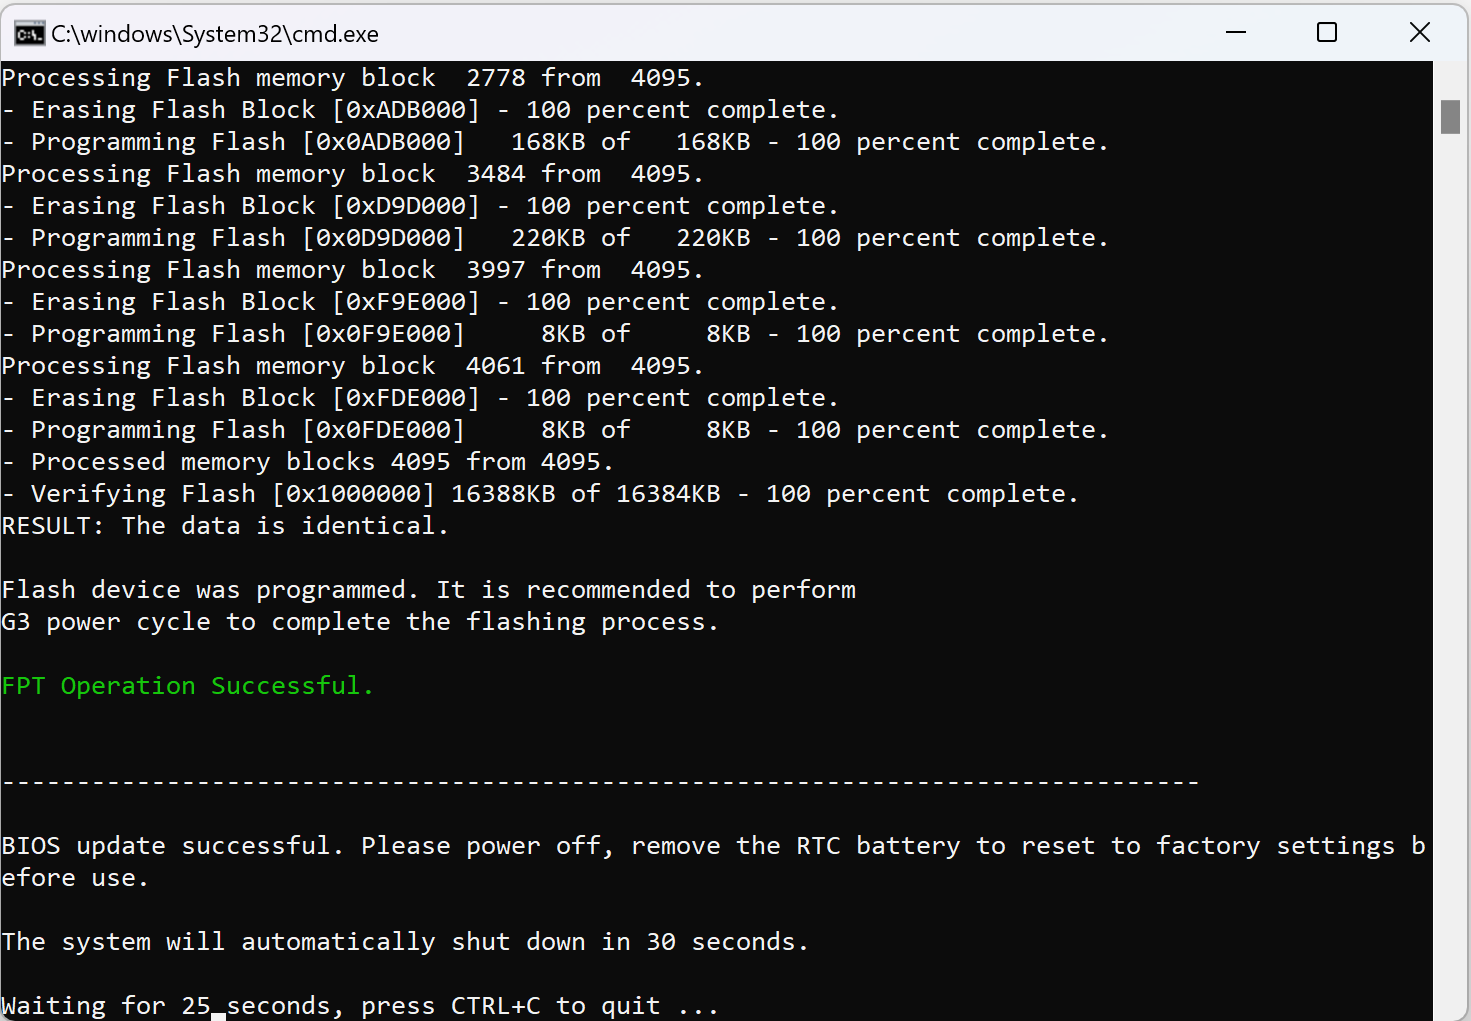 C:\windows\System32\cmd.exe
Processing Flash memory block  2778 from  4095.
- Erasing Flash Block [0xADB000] - 100 percent complete.
- Programming Flash [0x0ADB000]   168KB of   168KB - 100 percent complete.
Processing Flash memory block  3484 from  4095.
- Erasing Flash Block [0xD9D000] - 100 percent complete.
- Programming Flash [0x0D9D000]   220KB of   220KB - 100 percent complete.
Processing Flash memory block  3997 from  4095.
- Erasing Flash Block [0xF9E000] - 100 percent complete.
- Programming Flash [0x0F9E000]     8KB of     8KB - 100 percent complete.
Processing Flash memory block  4061 from  4095.
- Erasing Flash Block [0xFDE000] - 100 percent complete.
- Programming Flash [0x0FDE000]     8KB of     8KB - 100 percent complete.
- Processed memory blocks 4095 from 4095.
- Verifying Flash [0x1000000] 16388KB of 16384KB - 100 percent complete.
RESULT: The data is identical.
Flash device was programmed. It is recommended to perform
G3 power cycle to complete the flashing process.
FPT Operation Successful.
--------------------------------------------------------------------------------
BIOS update successful. Please power off, remove the RTC battery to reset to factory settings b
efore use.
The system will automatically shut down in 30 seconds.
Waiting for 25 seconds, press CTRL+C to quit ...